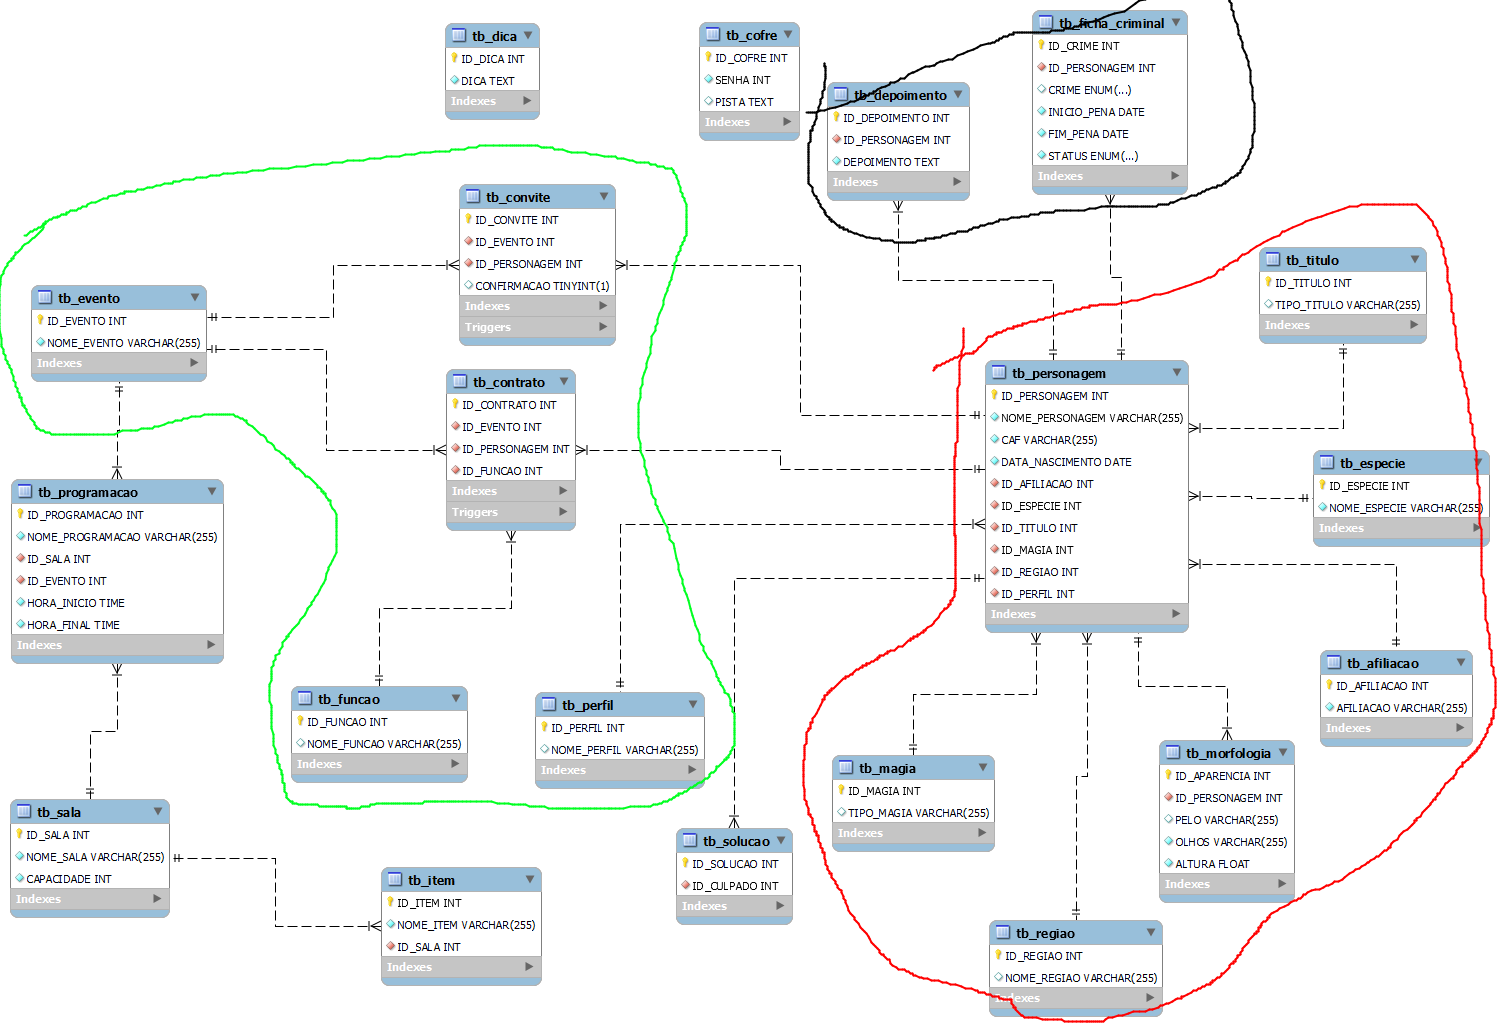 tb_dica
ID_DICA INT
DICA TEXT
Indexes
tb_cofre
ID_COFRE INT
SENHA INT
PISTA TEXT
Indexes
tb_depoimento
ID_DEPOIMENTO INT
ID_PERSONAGEM INT
DEPOIMENTO TEXT
Indexes
tb_ficha_criminal
ID_CRIME INT
ID_PERSONAGEM INT
CRIME ENUM(...)
INICIO_PENA DATE
FIM_PENA DATE
STATUS ENUM(...)
Indexes
tb_convite
ID_CONVITE INT
ID_EVENTO INT
ID_PERSONAGEM INT
CONFIRMACAO TINYINT(1)
Indexes
Triggers
tb_evento
ID_EVENTO INT
NOME_EVENTO VARCHAR(255)
Indexes
tb_contrato
ID_CONTRATO INT
ID_EVENTO INT
ID_PERSONAGEM INT
ID_FUNCAO INT
Indexes
Triggers
tb_titulo
ID_TITULO INT
TIPO_TITULO VARCHAR(255)
Indexes
tb_personagem
ID_PERSONAGEM INT
NOME_PERSONAGEM VARCHAR(255)
CAF VARCHAR(255)
DATA_NASCIMENTO DATE
ID_AFILIACAO INT
ID_ESPECIE INT
ID_TITULO INT
ID_MAGIA INT
ID_REGIAO INT
ID_PERFIL INT
Indexes
tb_especie
ID_ESPECIE INT
NOME_ESPECIE VARCHAR(255)
Indexes
tb_programacao
ID_PROGRAMACAO INT
NOME_PROGRAMACAO VARCHAR(255)
ID_SALA INT
ID_EVENTO INT
HORA_INICIO TIME
HORA_FINAL TIME
Indexes
tb_funcao
ID_FUNCAO INT
NOME_FUNCAO VARCHAR(255)
Indexes
tb_perfil
ID_PERFIL INT
NOME_PERFIL VARCHAR(255)
Indexes
tb_afiliacao
ID_AFILIACAO INT
AFILIACAO VARCHAR(255)
Indexes
tb_magia
ID_MAGIA INT
TIPO_MAGIA VARCHAR(255)
Indexes
tb_morfologia
ID_APARENCIA INT
ID_PERSONAGEM INT
PELO VARCHAR(255)
OLHOS VARCHAR(255)
ALTURA FLOAT
Indexes
tb_sala
ID_SALA INT
NOME_SALA VARCHAR(255)
CAPACIDADE INT
Indexes
tb_item
ID_ITEM INT
NOME_ITEM VARCHAR(255)
ID_SALA INT
Indexes
tb_solucao
ID_SOLUCAO INT
ID_CULPADO INT
Indexes
tb_regiao
ID_REGIAO INT
NOME_REGIAO VARCHAR(255)
Indexes